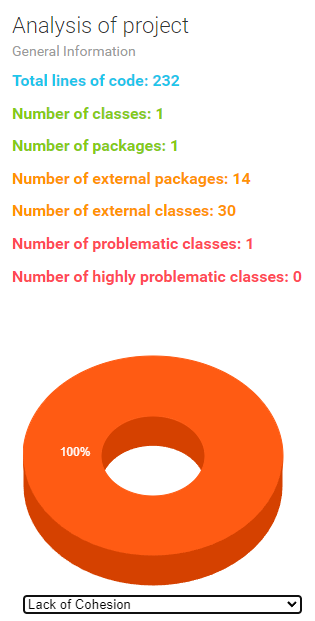 Analysis of project
General Information
Total lines of code: 232
Number of classes: 1
Number of packages: 1
Number of external packages: 14
Number of external classes: 30
Number of problematic classes: 1
Number of highly problematic classes: 0
100%
Lack of Cohesion